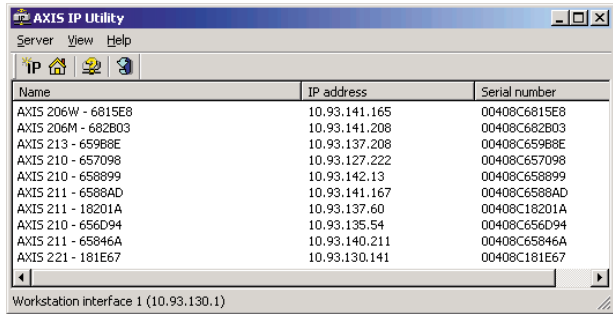 AXIS IP Utility
Server View Help
IP
Name IP address Serial number
AXIS 206W - 6815E8 10.93.141.165 00408C6815E8
AXIS 206M - 682B03 10.93.141.208 00408C682B03
AXIS 213 - 659B8E 10.93.137.208 00408C659B8E
AXIS 210 - 657098 10.93.127.222 00408C657098
AXIS 210 - 658899 10.93.142.13 00408C658899
AXIS 211 - 6588AD 10.93.141.167 00408C6588AD
AXIS 211 - 18201A 10.93.137.60 00408C18201A
AXIS 210 - 656D94 10.93.135.54 00408C656D94
AXIS 211 - 65846A 10.93.140.211 00408C65846A
AXIS 221 - 181E67 10.93.130.141 00408C181E67
Workstation interface 1 (10.93.130.1)